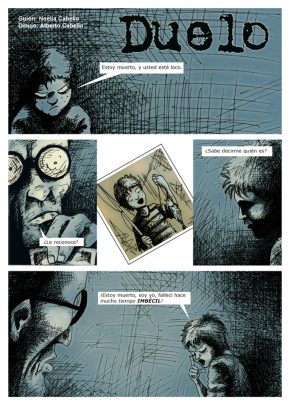 Guión: Noelia Cabello
Dibujo: Alberto Cabello
Duelo
Estoy muerto, y usted está loco.
¿Sabe decirme quién es?
¿Le reconoce?
¡Estoy muerto, soy yo, fallecí hace
mucho tiempo IMBÉCIL!